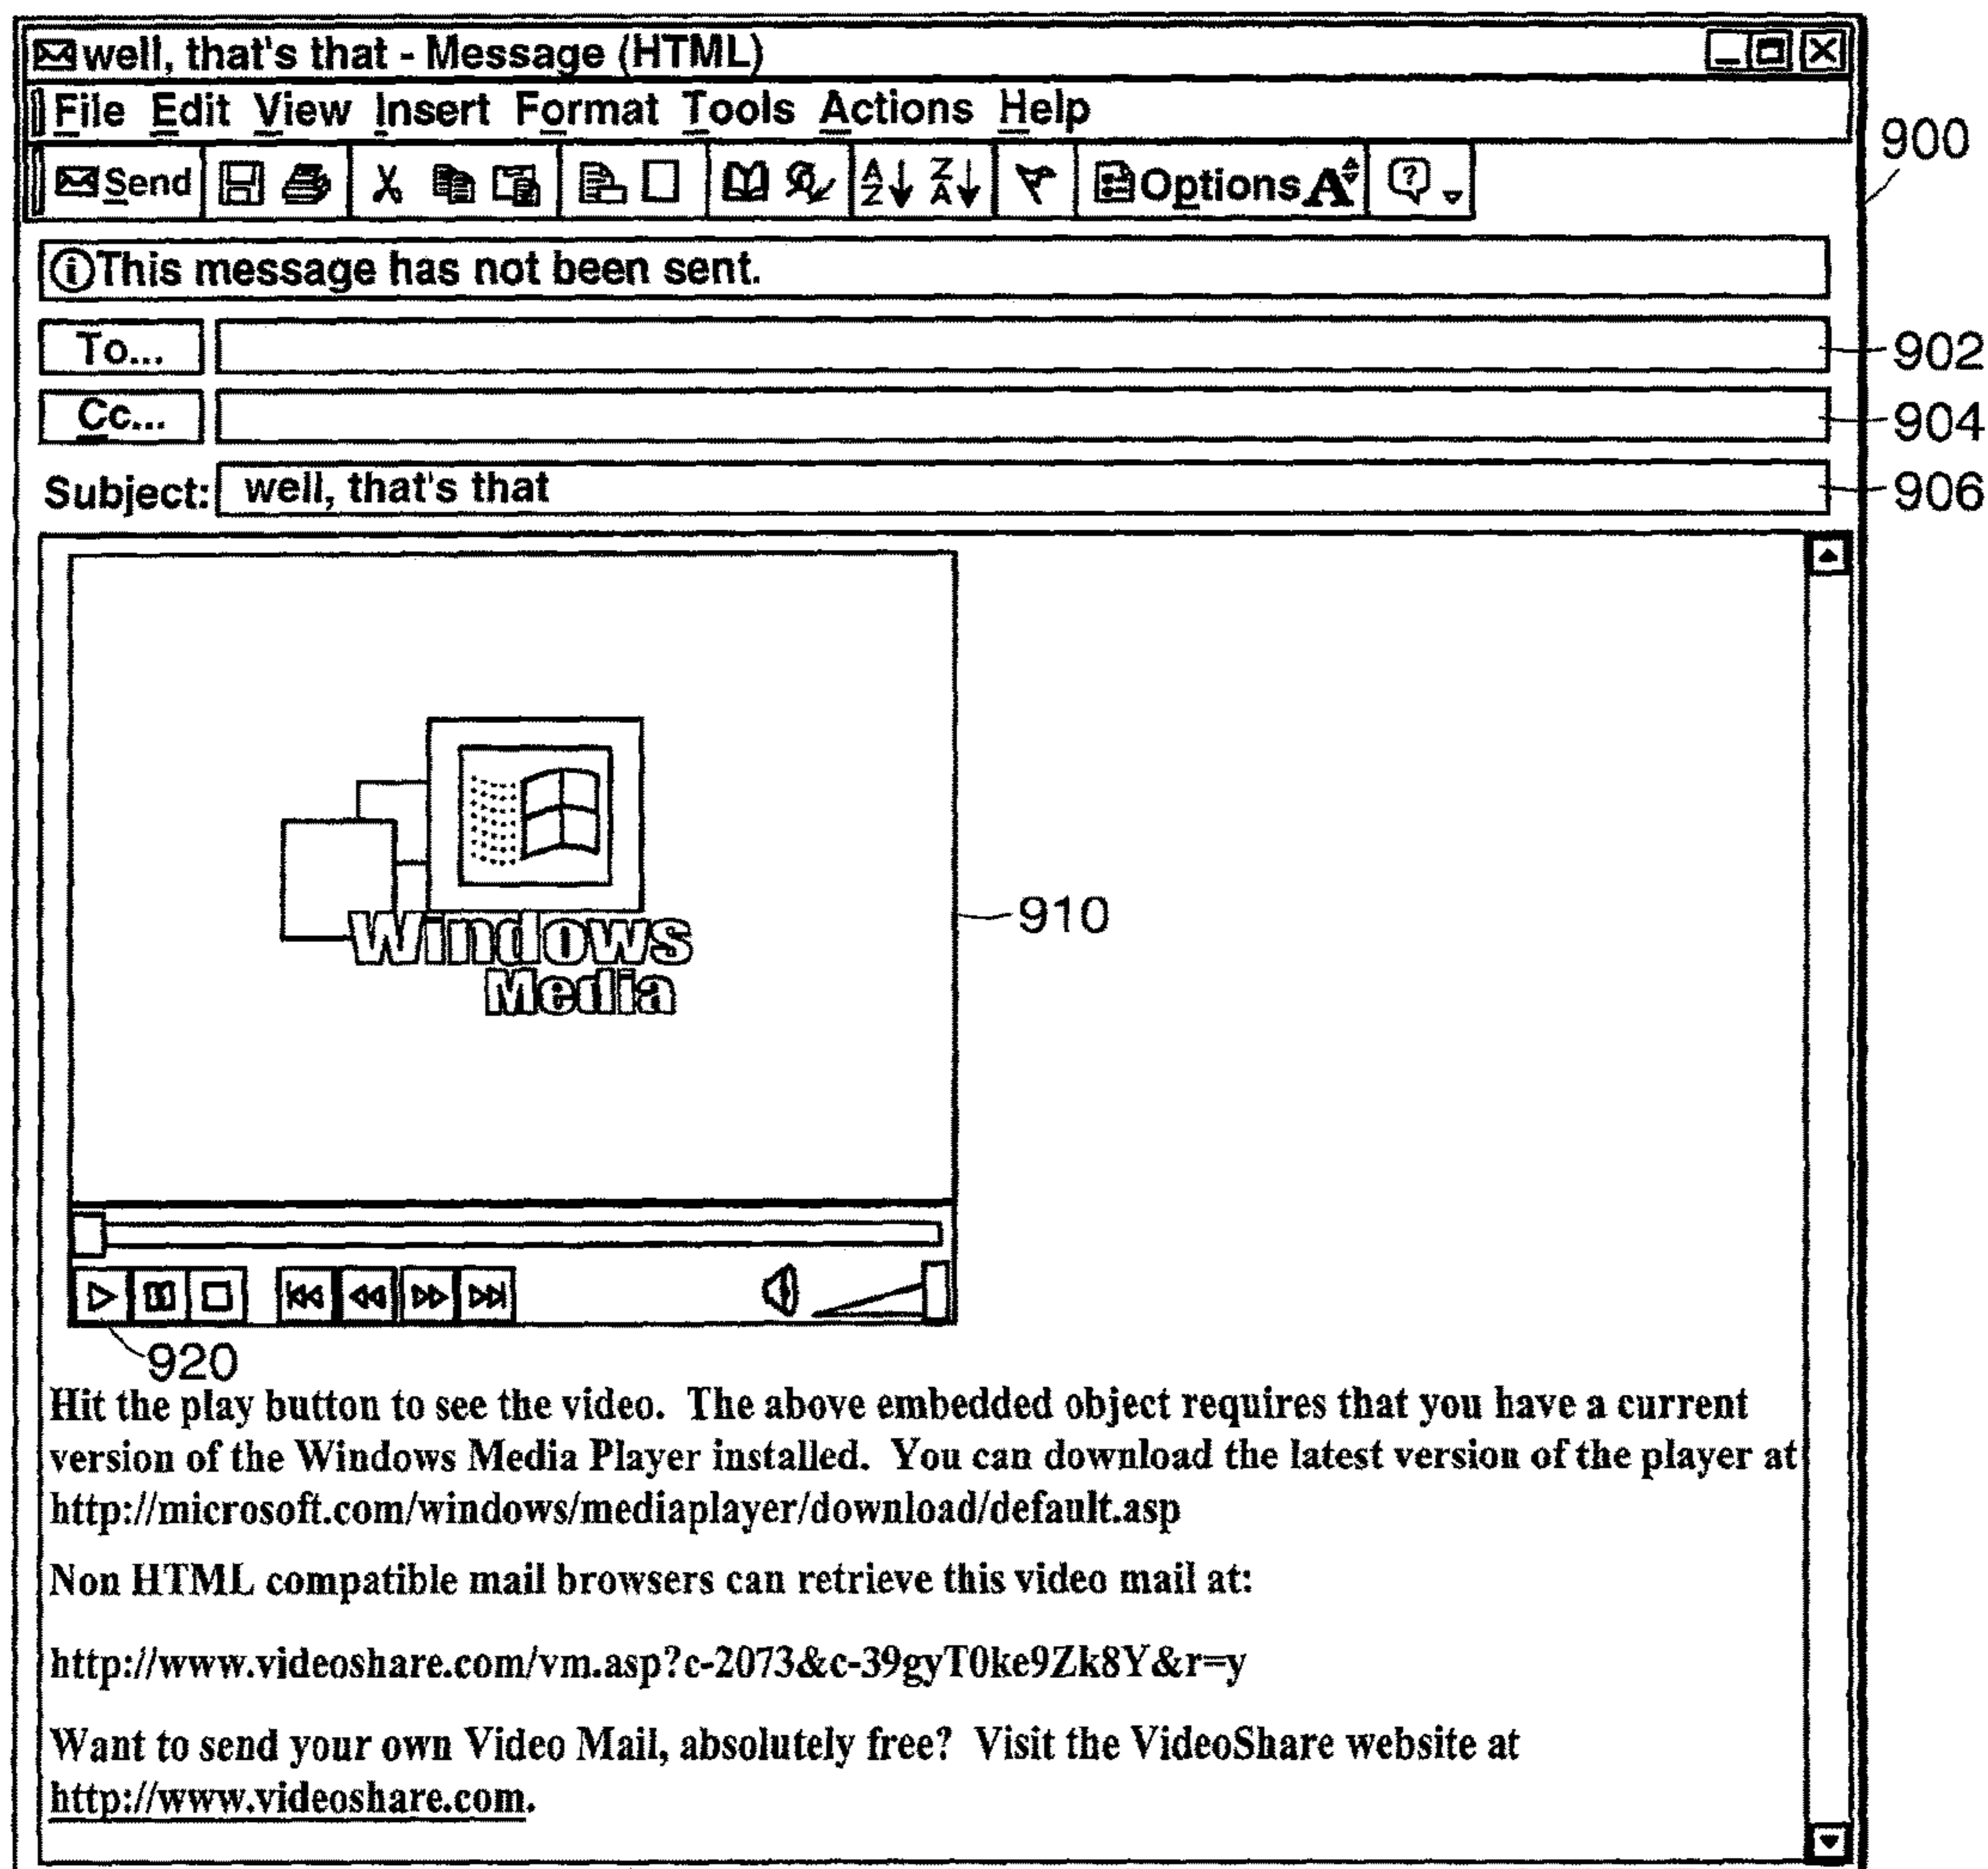 well, that's that - Message (HTML)
File Edit View Insert Format Tools Actions Help
900
Send
A
Z
Z
A
Options A
?
This message has not been sent.
To...
902
Cc...
904
Subject: well, that's that
906
Windows
Media
910
920
Hit the play button to see the video. The above embedded object requires that you have a current
version of the Windows Media Player installed. You can download the latest version of the player at
http://microsoft.com/windows/mediaplayer/download/default.asp
Non HTML compatible mail browsers can retrieve this video mail at:
http://www.videoshare.com/vm.asp?c-2073&c-39gyT0ke9Zk8Y&r=y
Want to send your own Video Mail, absolutely free? Visit the VideoShare website at
http://www.videoshare.com.